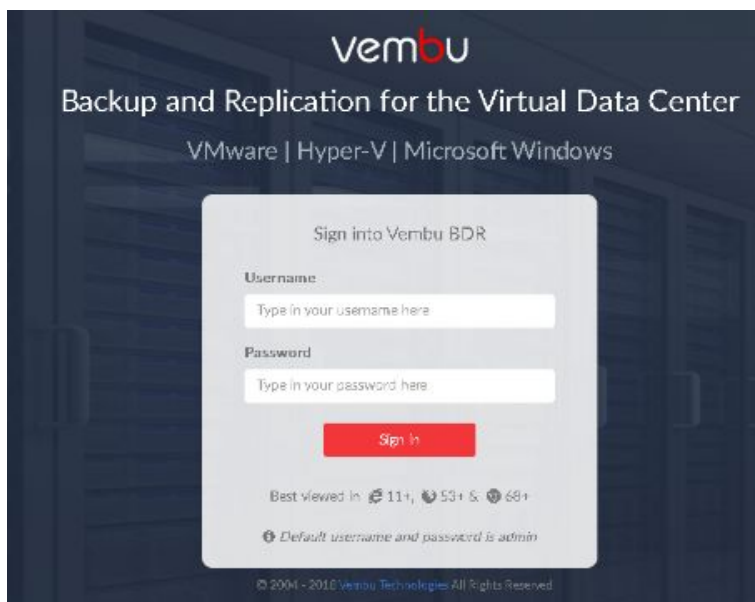 vembu
Backup and Replication for the Virtual Data Center
VMware | Hyper-V | Microsoft Windows
Sign into Vembu BDR
Username
Type in your username here
Password
Type in your password here
Sign In
Best viewed in 11+, 53+ & 68+
Default username and password is admin
© 2004 - 2018 Vembu Technologies All Rights Reserved